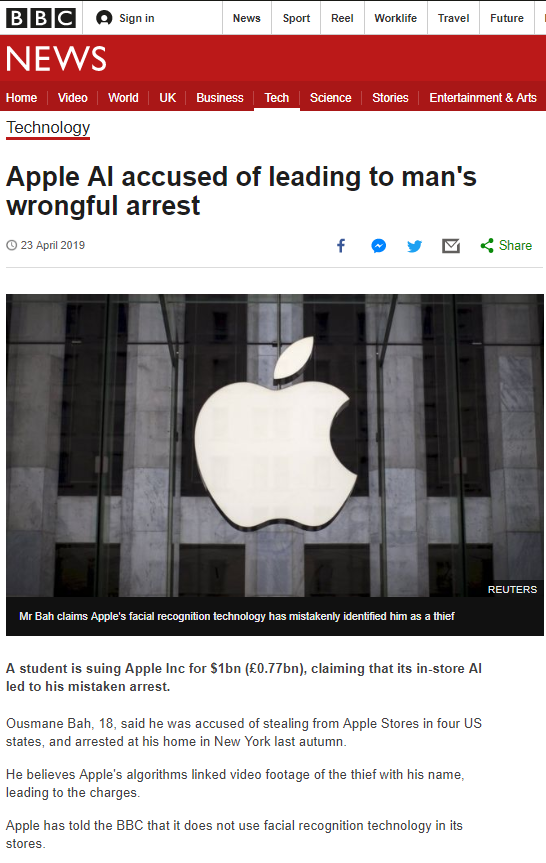 BBC Sign in News Sport Reel Worklife Travel Future
NEWS
Home Video World UK Business Tech Science Stories Entertainment & Arts
Technology
Apple AI accused of leading to man's
wrongful arrest
23 April 2019 Share
REUTERS
Mr Bah claims Apple's facial recognition technology has mistakenly identified him as a thief
A student is suing Apple Inc for $1bn (£0.77bn), claiming that its in-store AI
led to his mistaken arrest.
Ousmane Bah, 18, said he was accused of stealing from Apple Stores in four US
states, and arrested at his home in New York last autumn.
He believes Apple's algorithms linked video footage of the thief with his name,
leading to the charges.
Apple has told the BBC that it does not use facial recognition technology in its
stores.